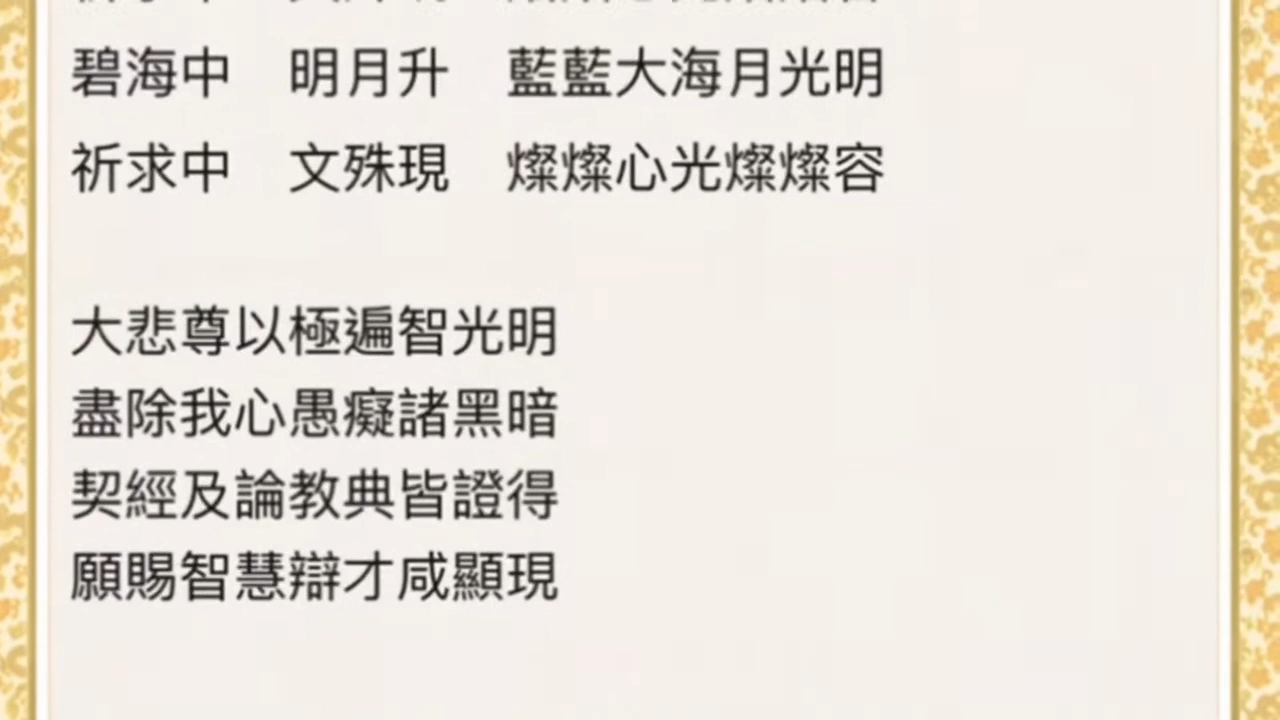 碧海中　明月升　藍藍大海月光明
祈求中　文殊現　燦燦心光燦燦容
大悲尊以極遍智光明
盡除我心愚癡諸黑暗
契經及論教典皆證得
願賜智慧辯才咸顯現